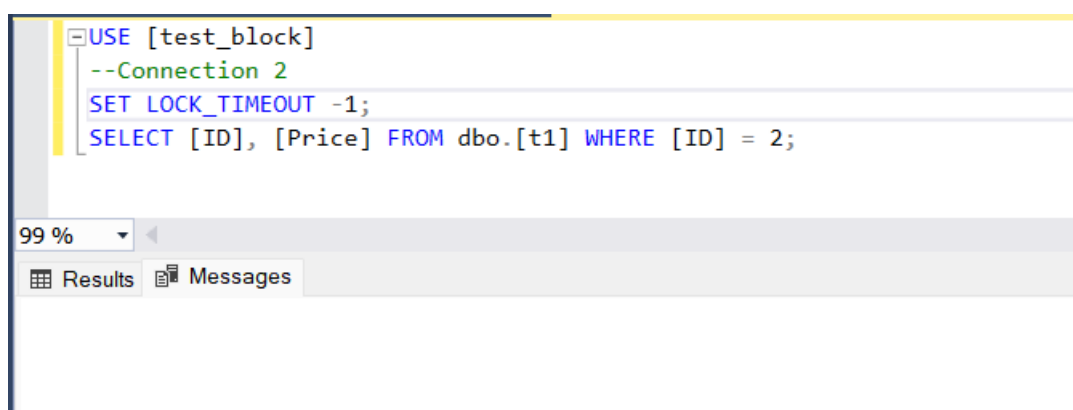 USE [test_block]
--Connection 2
SET LOCK_TIMEOUT -1;
SELECT [ID], [Price] FROM dbo.[t1] WHERE [ID] = 2;
99 %
Results Messages